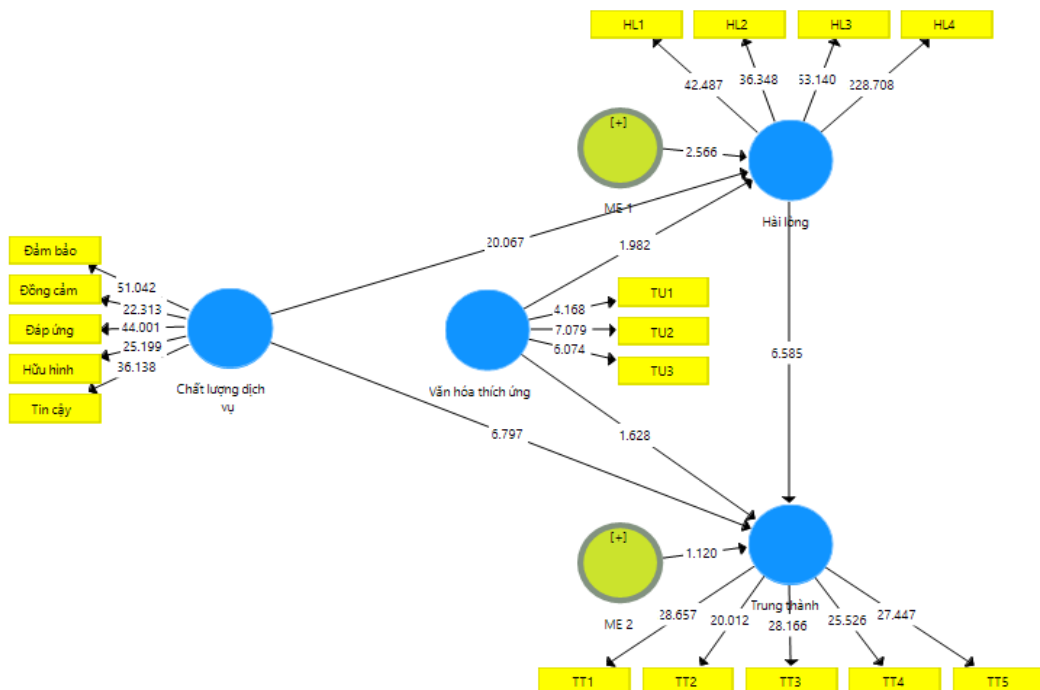 HL1
HL2
HL3
HL4
42.487
36.348
53.140
228.708
[+]
2.566
ME 1
Hài lòng
20.067
1.982
Đảm bảo
Đồng cảm
Đáp ứng
Hữu hình
Tin cậy
51.042
22.313
44.001
25.199
36.138
Chất lượng dịch
vụ
Văn hóa thích ứng
4.168
7.079
6.074
TU1
TU2
TU3
6.585
6.797
1.628
[+]
1.120
ME 2
Trung thành
28.657
20.012
28.166
25.526
27.447
TT1
TT2
TT3
TT4
TT5